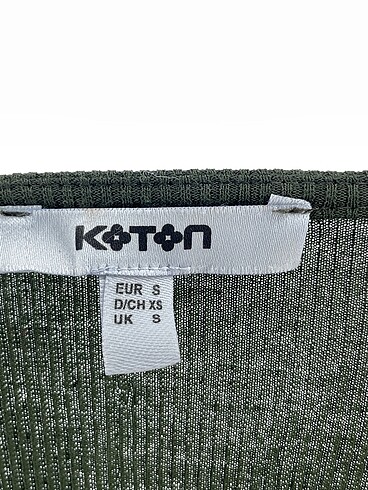 KOTON
EUR S
D/CH XS
UK S